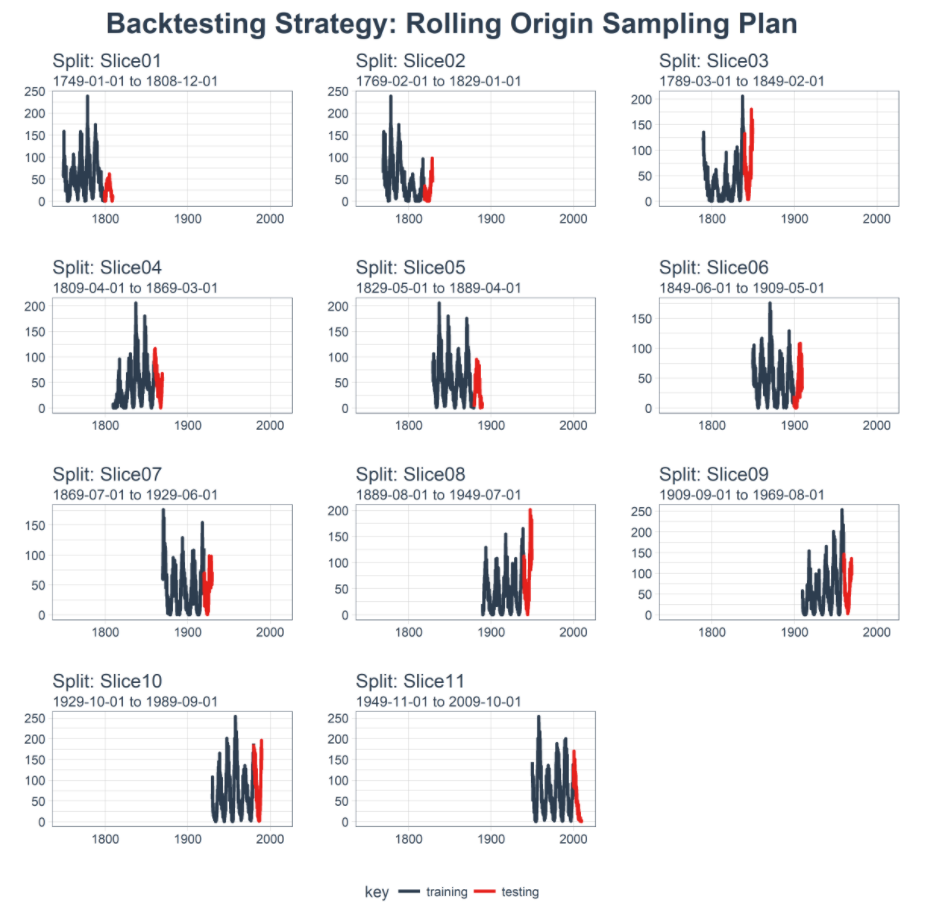 Backtesting Strategy: Rolling Origin Sampling Plan
Split: Slice01
1749-01-01 to 1808-12-01
250
200
150
100
50
0
1800 1900 2000
Split: Slice02
1769-02-01 to 1829-01-01
250
200
150
100
50
0
1800 1900 2000
Split: Slice03
1789-03-01 to 1849-02-01
200
150
100
50
0
1800 1900 2000
Split: Slice04
1809-04-01 to 1869-03-01
200
150
100
50
0
1800 1900 2000
Split: Slice05
1829-05-01 to 1889-04-01
200
150
100
50
0
1800 1900 2000
Split: Slice06
1849-06-01 to 1909-05-01
150
100
50
0
1800 1900 2000
Split: Slice07
1869-07-01 to 1929-06-01
150
100
50
0
1800 1900 2000
Split: Slice08
1889-08-01 to 1949-07-01
200
150
100
50
0
1800 1900 2000
Split: Slice09
1909-09-01 to 1969-08-01
250
200
150
100
50
0
1800 1900 2000
Split: Slice10
1929-10-01 to 1989-09-01
250
200
150
100
50
0
1800 1900 2000
Split: Slice11
1949-11-01 to 2009-10-01
250
200
150
100
50
0
1800 1900 2000
key training testing